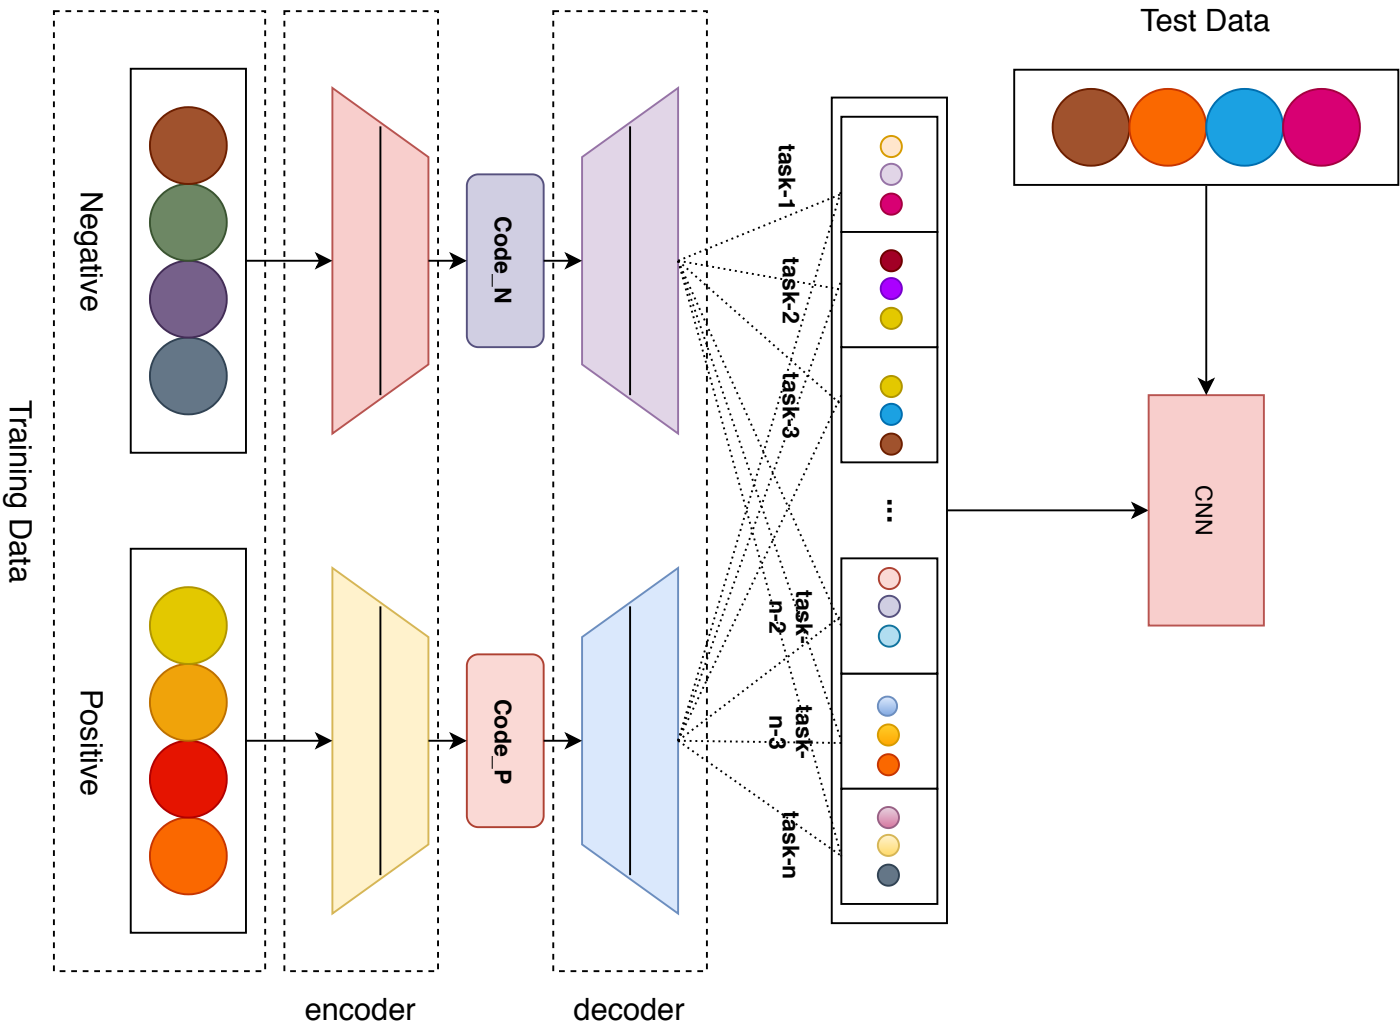 Test Data
Training Data
Negative
Positive
Code_N
Code_P
task-1
task-2
task-3
...
task-
n-2
task-
n-3
task-n
CNN
encoder
decoder